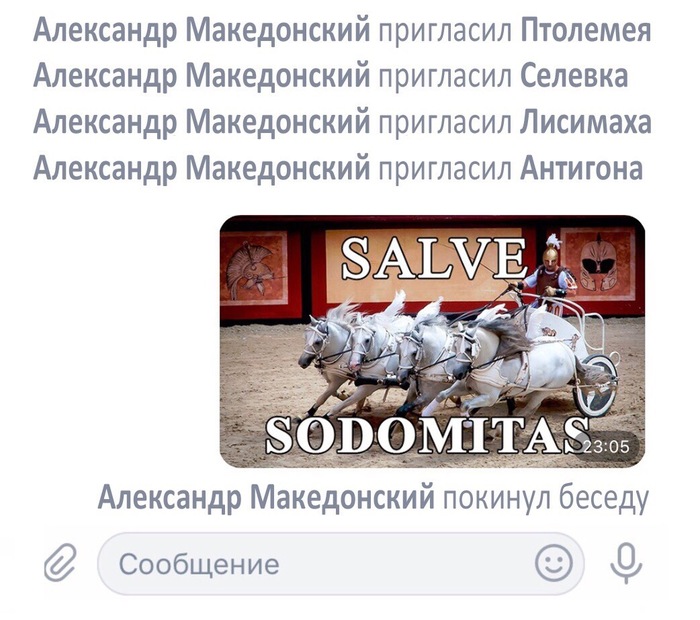 Александр Македонский пригласил Птолемея
Александр Македонский пригласил Селевка
Александр Македонский пригласил Лисимаха
Александр Македонский пригласил Антигона
SALVE
SODOMITAS
23:05
Александр Македонский покинул беседу
Сообщение